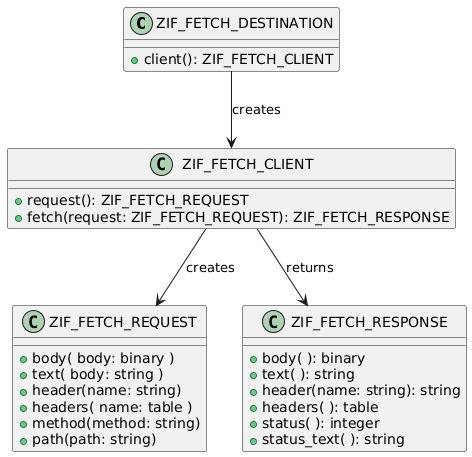 C ZIF_FETCH_DESTINATION
client(): ZIF_FETCH_CLIENT
creates
C ZIF_FETCH_CLIENT
request(): ZIF_FETCH_REQUEST
fetch(request: ZIF_FETCH_REQUEST): ZIF_FETCH_RESPONSE
creates
returns
C ZIF_FETCH_REQUEST
body( body: binary )
text( body: string )
header(name: string)
headers( name: table )
method(method: string)
path(path: string)
C ZIF_FETCH_RESPONSE
body( ): binary
text( ): string
header(name: string): string
headers( ): table
status( ): integer
status_text( ): string